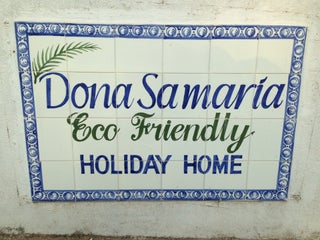 Dona Samaria
Eco Friendly
HOLIDAY HOME